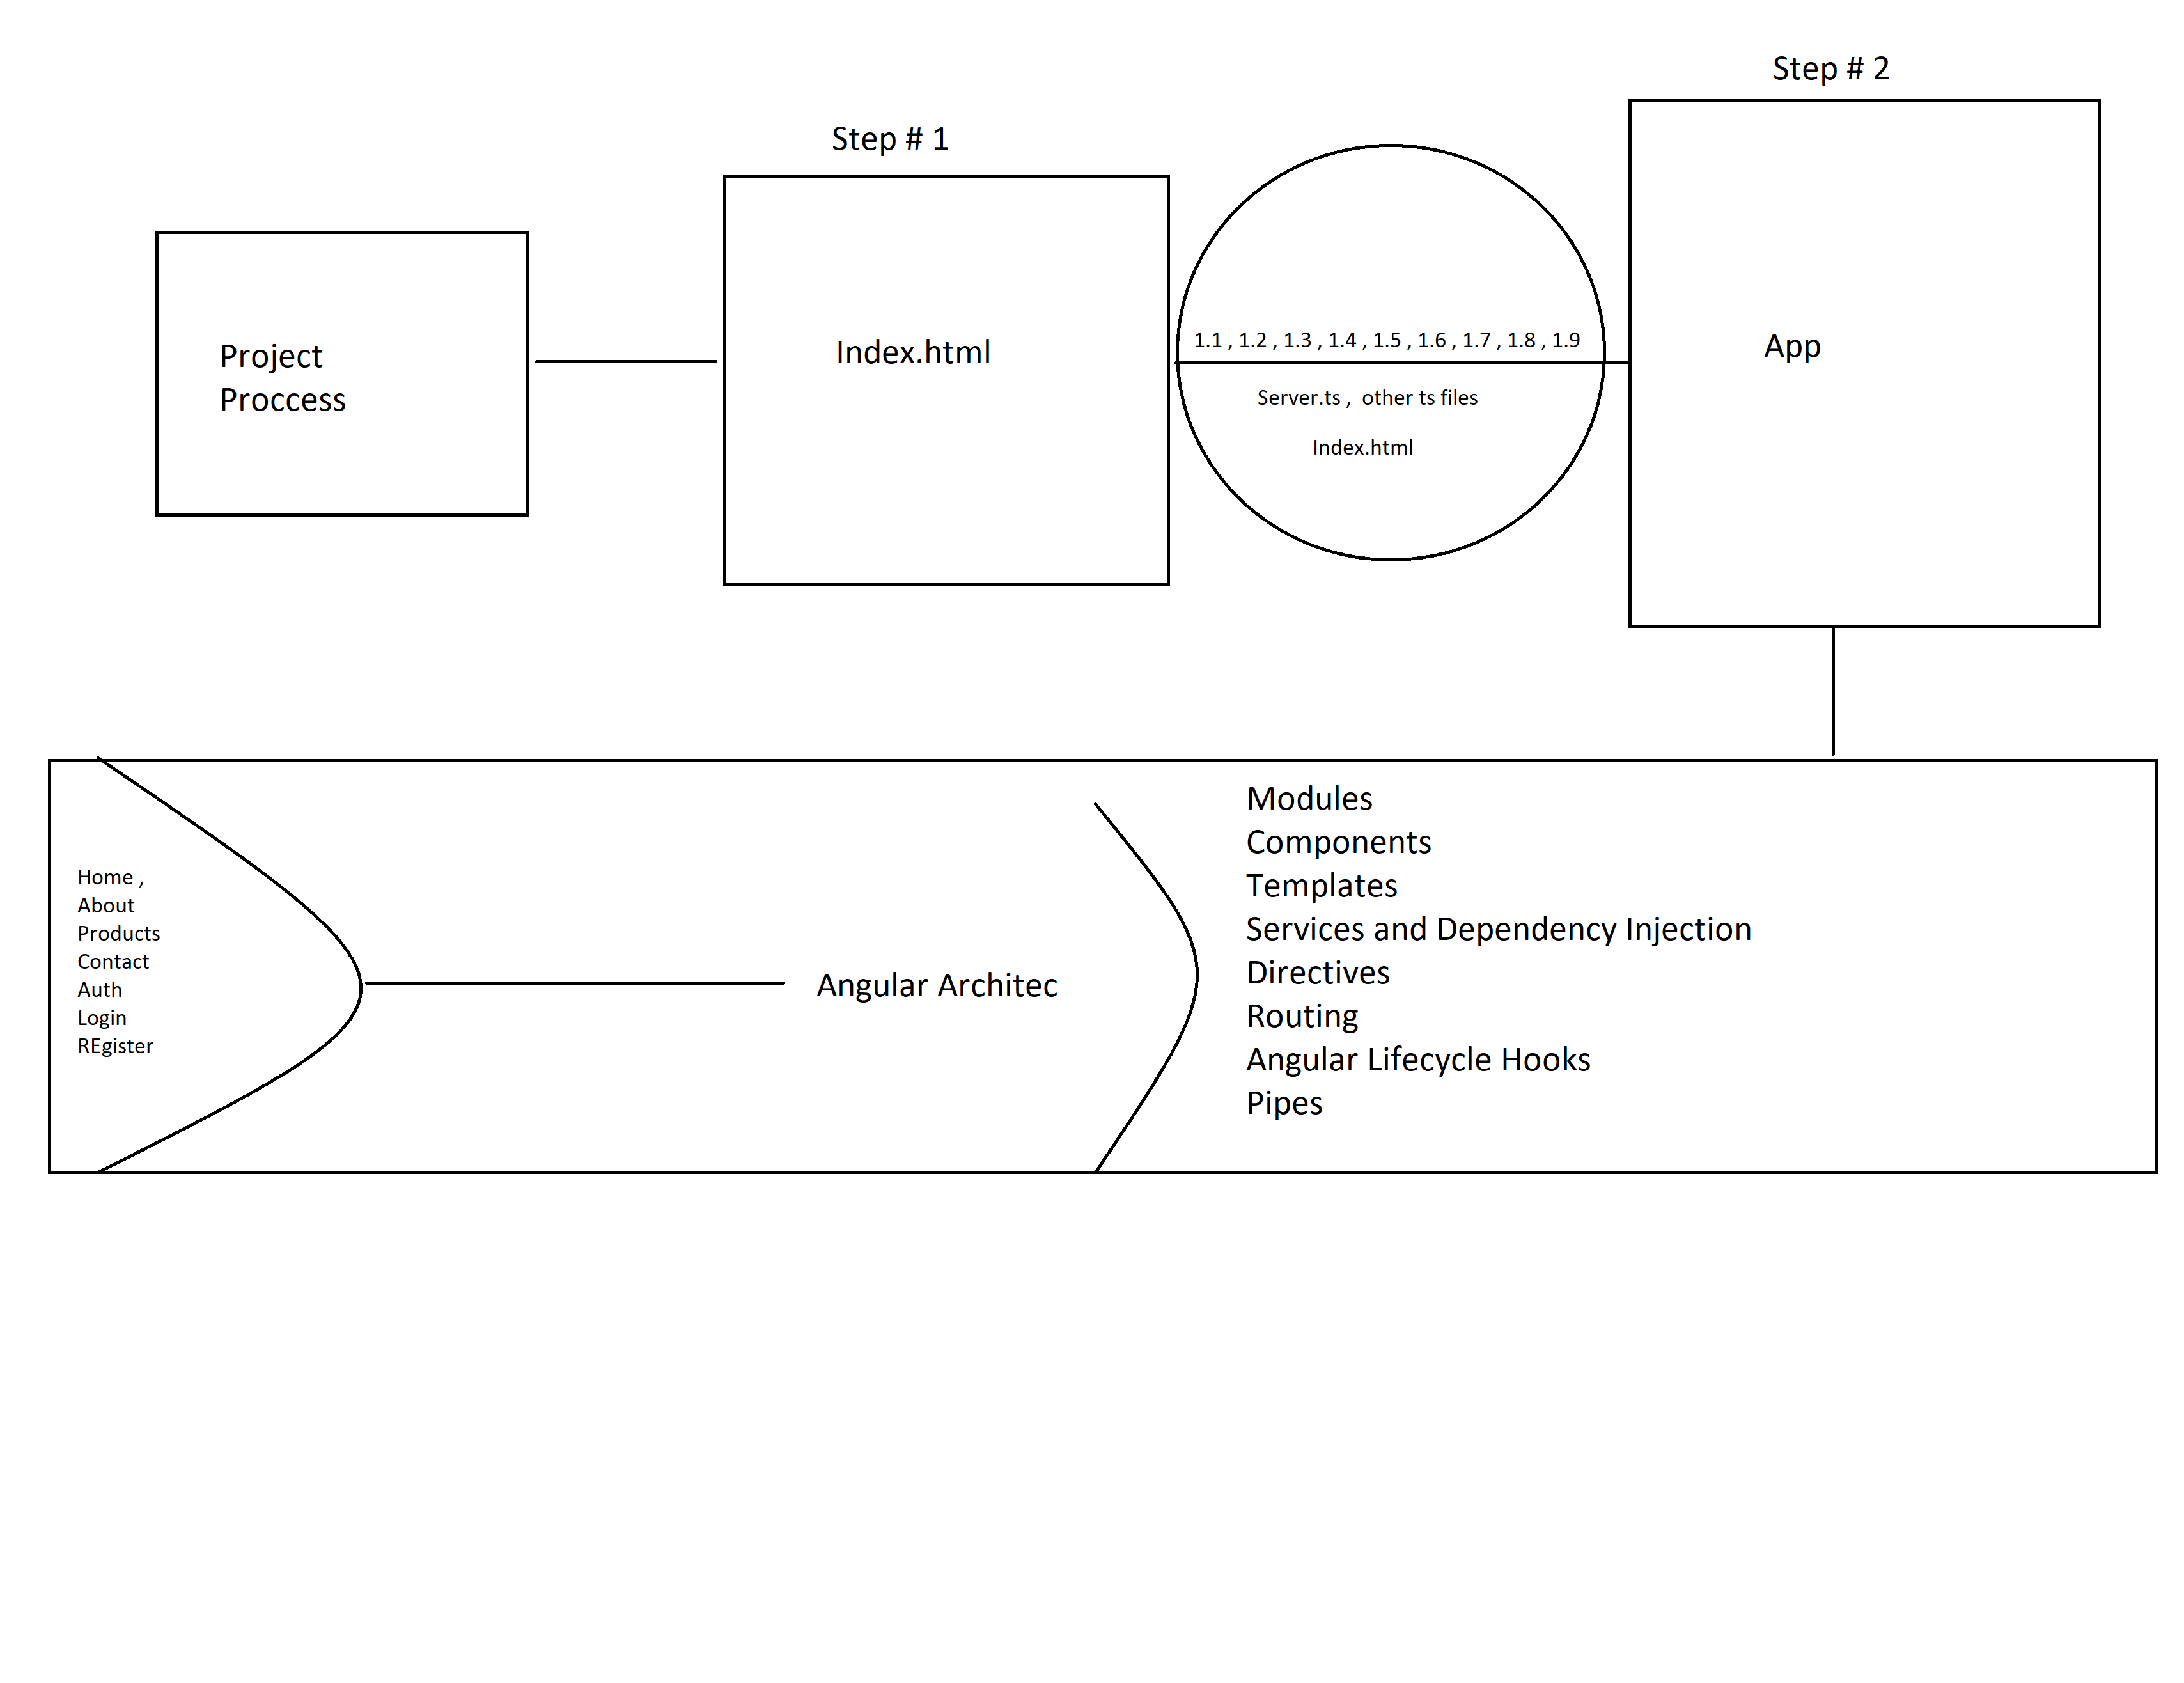 Step # 2
Step # 1
Project
Proccess
Index.html
1.1 , 1.2 , 1.3 , 1.4 , 1.5 , 1.6 , 1.7 , 1.8 , 1.9
Server.ts ,  other ts files
Index.html
App
Home ,
About
Products
Contact
Auth
Login
REgister
Angular Architec
Modules
Components
Templates
Services and Dependency Injection
Directives
Routing
Angular Lifecycle Hooks
Pipes